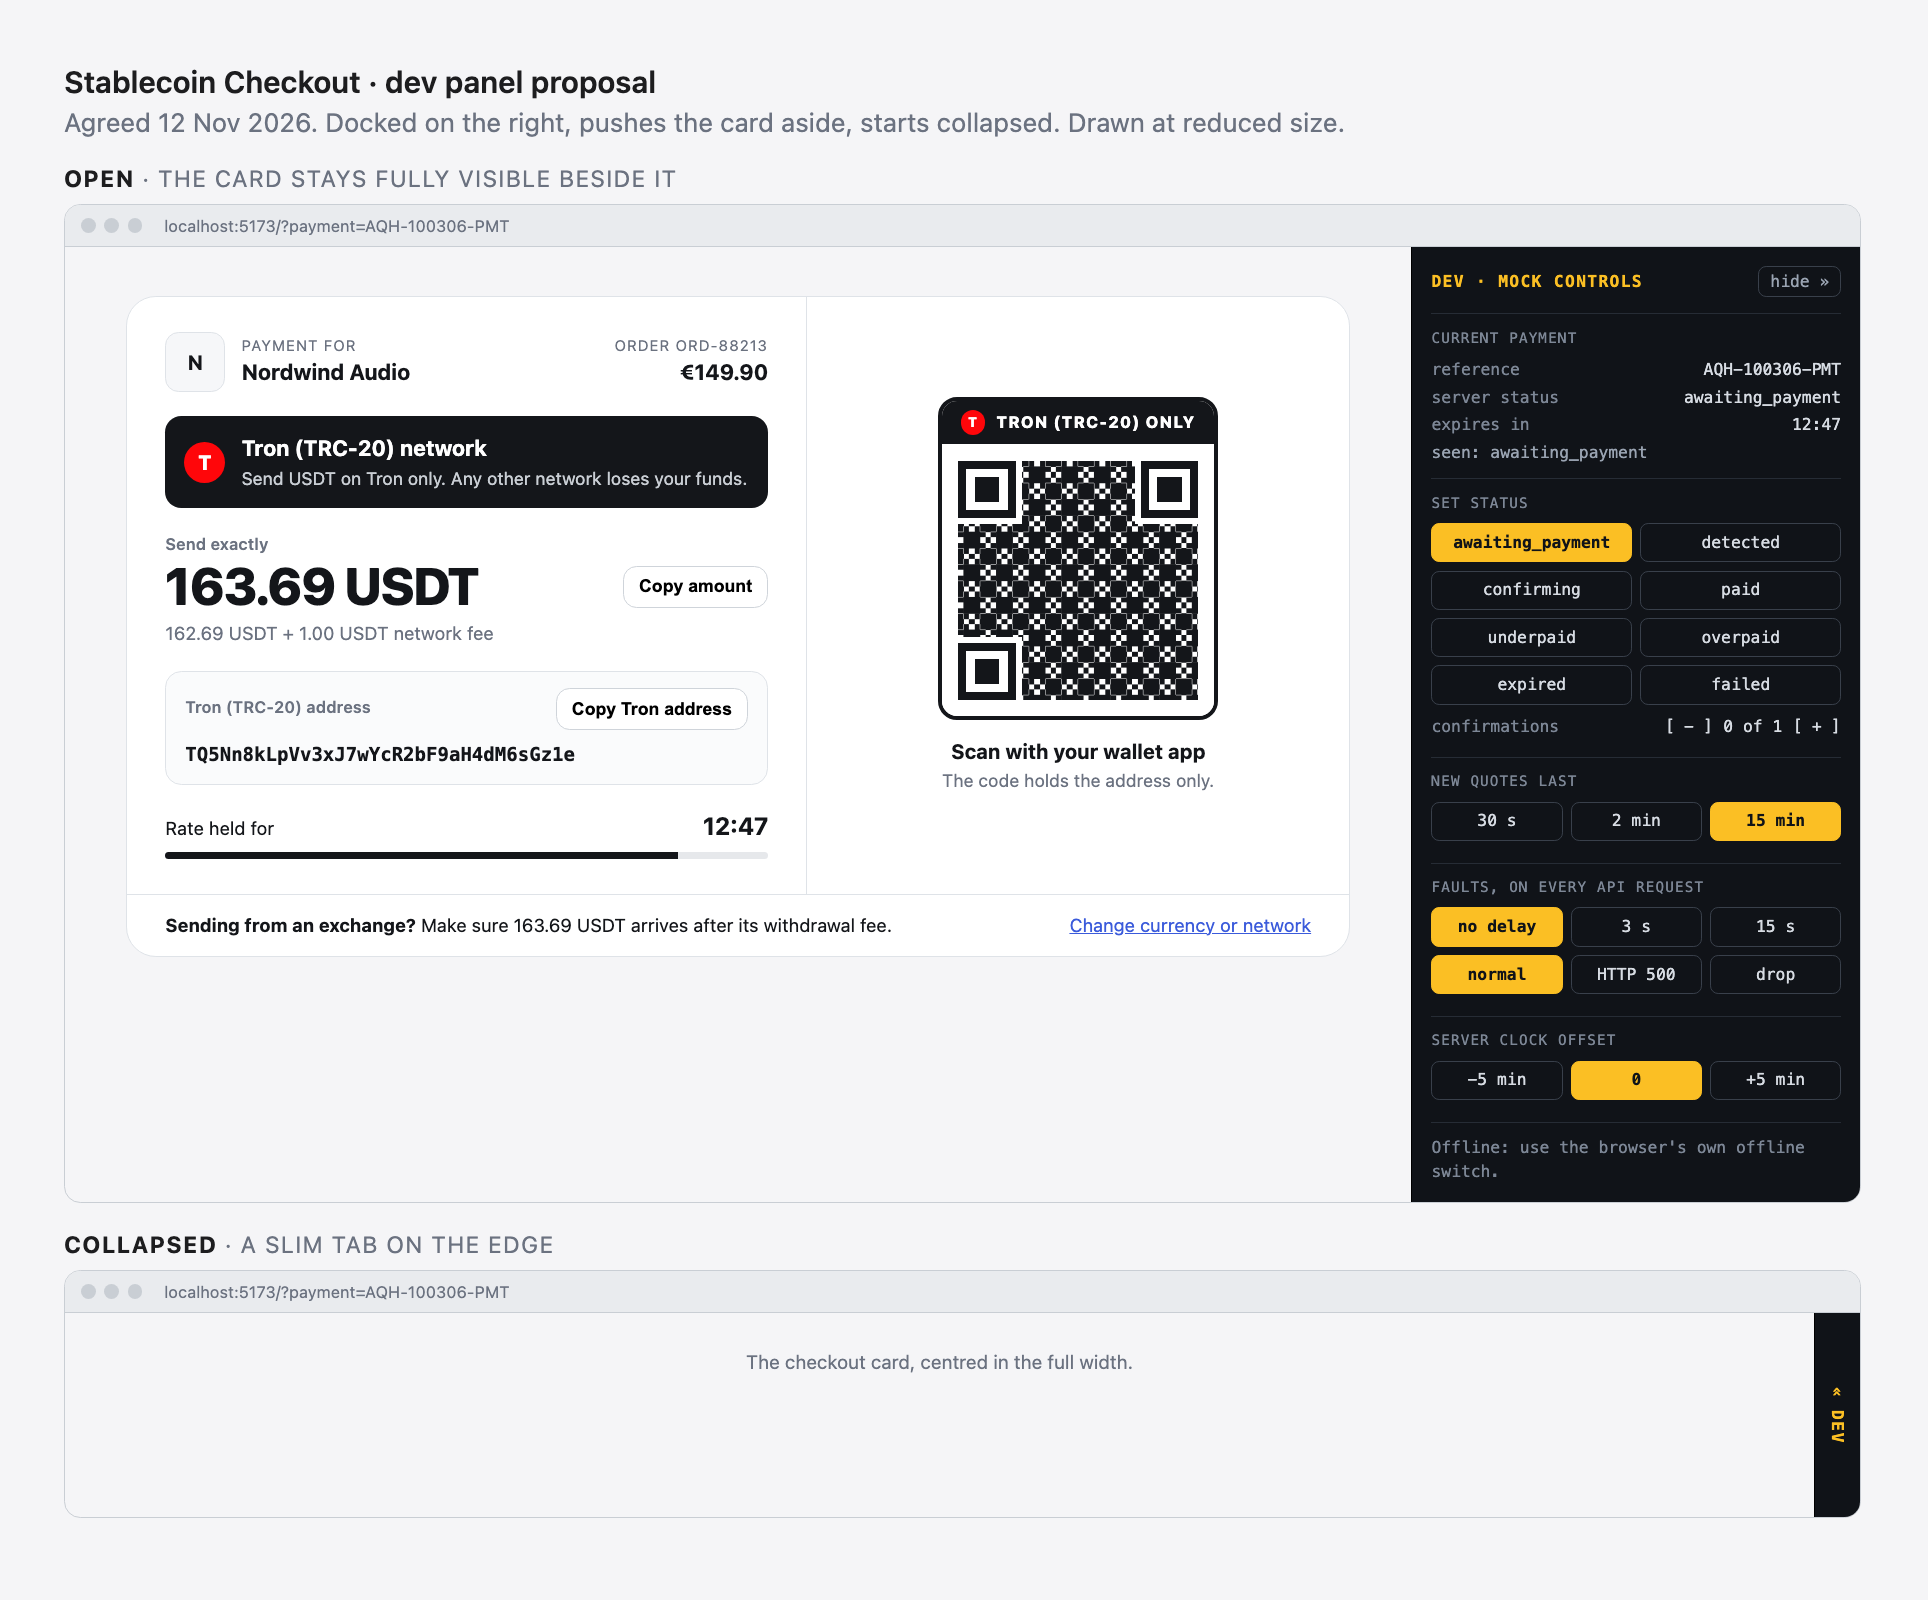 Stablecoin Checkout · dev panel proposal
Agreed 12 Nov 2026. Docked on the right, pushes the card aside, starts collapsed. Drawn at reduced size.
OPEN · THE CARD STAYS FULLY VISIBLE BESIDE IT
localhost:5173/?payment=AQH-100306-PMT
N
PAYMENT FOR
Nordwind Audio
ORDER ORD-88213
€149.90
T
Tron (TRC-20) network
Send USDT on Tron only. Any other network loses your funds.
Send exactly
163.69 USDT
Copy amount
162.69 USDT + 1.00 USDT network fee
Tron (TRC-20) address
Copy Tron address
TQ5Nn8kLpVv3xJ7wYcR2bF9aH4dM6sGz1e
Rate held for
12:47
T TRON (TRC-20) ONLY
Scan with your wallet app
The code holds the address only.
Sending from an exchange? Make sure 163.69 USDT arrives after its withdrawal fee.
Change currency or network
DEV · MOCK CONTROLS
hide »
CURRENT PAYMENT
reference AQH-100306-PMT
server status awaiting_payment
expires in 12:47
seen: awaiting_payment
SET STATUS
awaiting_payment detected
confirming paid
underpaid overpaid
expired failed
confirmations [ − ] 0 of 1 [ + ]
NEW QUOTES LAST
30 s 2 min 15 min
FAULTS, ON EVERY API REQUEST
no delay 3 s 15 s
normal HTTP 500 drop
SERVER CLOCK OFFSET
−5 min 0 +5 min
Offline: use the browser's own offline
switch.
COLLAPSED · A SLIM TAB ON THE EDGE
localhost:5173/?payment=AQH-100306-PMT
The checkout card, centred in the full width.
« DEV